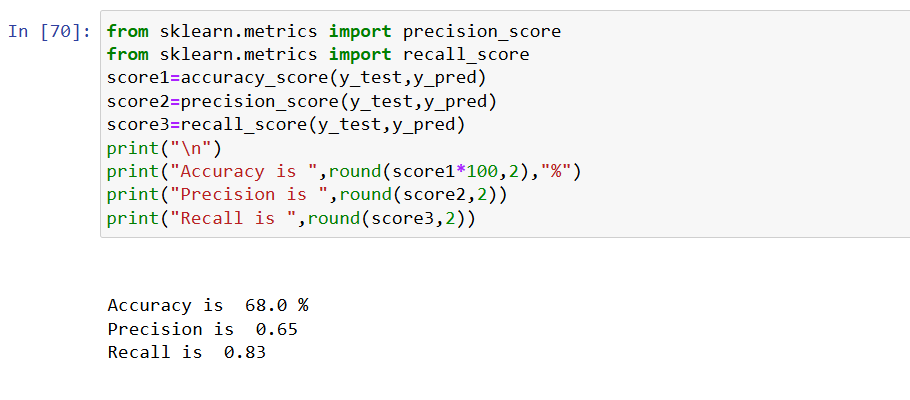 In [70]: from sklearn.metrics import precision_score
from sklearn.metrics import recall_score
score1=accuracy_score(y_test,y_pred)
score2=precision_score(y_test,y_pred)
score3=recall_score(y_test,y_pred)
print("\n")
print("Accuracy is ",round(score1*100,2),"%")
print("Precision is ",round(score2,2))
print("Recall is ",round(score3,2))
Accuracy is  68.0 %
Precision is  0.65
Recall is  0.83